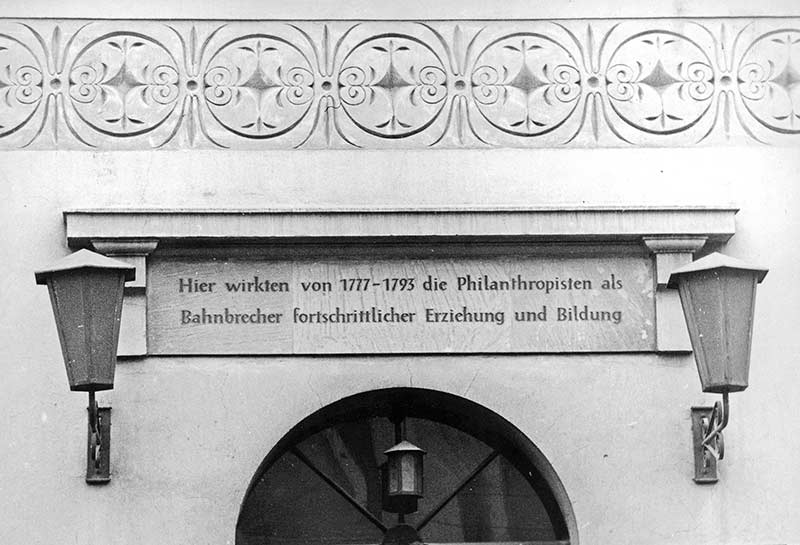 Hier wirkten von 1777-1793 die Philanthropisten als
Bahnbrecher fortschrittlicher Erziehung und Bildung